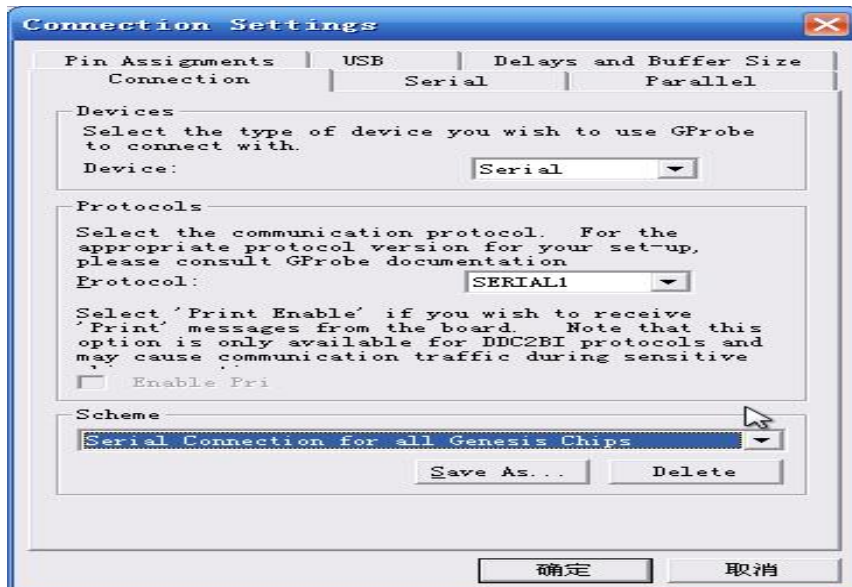 Connection Settings
Pin Assignments USB Delays and Buffer Size
Connection Serial Parallel
Devices
Select the type of device you wish to use GProbe
to connect with.
Device: Serial
Protocols
Select the communication protocol. For the
appropriate protocol version for your set-up,
please consult GProbe documentation
Protocol: SERIAL1
Select 'Print Enable' if you wish to receive
'Print' messages from the board. Note that this
option is only available for DDC2BI protocols and
may cause communication traffic during sensitive
Enable Pri
Scheme
Serial Connection for all Genesis Chips
Save As... Delete
确定 取消